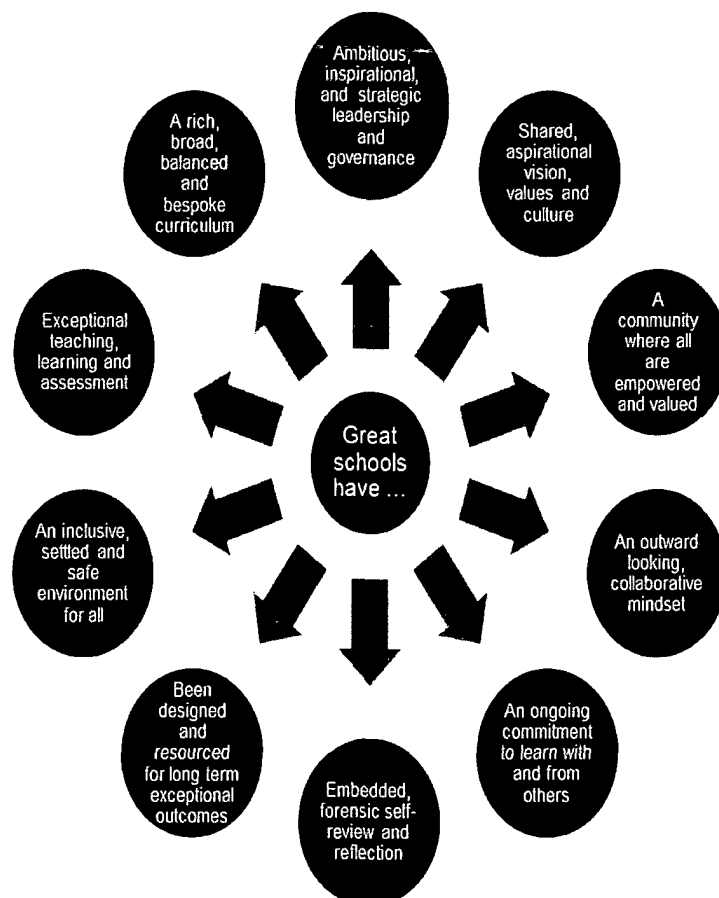 Great
schools
have ...
Ambitious,
inspirational,
and strategic
leadership
and
governance
Shared,
aspirational
vision,
values and
culture
A
community
where all
are
empowered
and valued
An outward
looking,
collaborative
mindset
An ongoing
commitment
to learn with
and from
others
Embedded,
forensic self-
review and
reflection
Been
designed
and
resourced
for long term
exceptional
outcomes
An inclusive,
settled and
safe
environment
for all
Exceptional
teaching,
learning and
assessment
A rich,
broad,
balanced
and
bespoke
curriculum